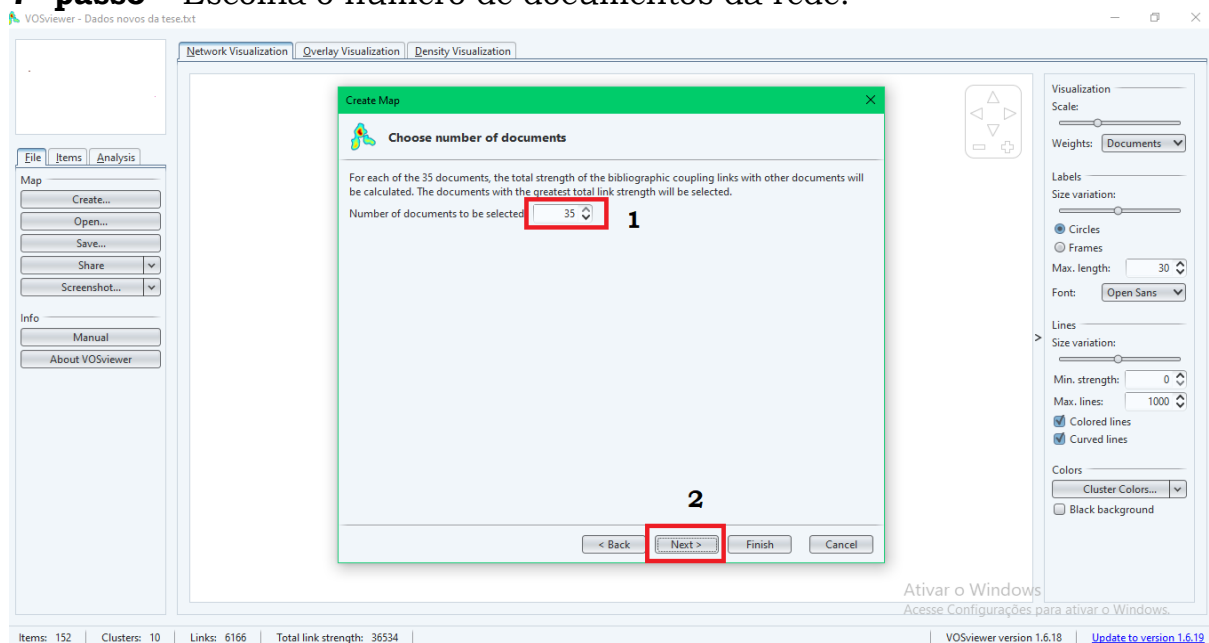 passo - Escolha o número de documentos da rede.
VOSviewer - Dados novos da tese.txt
Network Visualization Overlay Visualization Density Visualization
File Items Analysis
Map
Create...
Open...
Save...
Share
Screenshot...
Info
Manual
About VOSviewer
Create Map
Choose number of documents
For each of the 35 documents, the total strength of the bibliographic coupling links with other documents will
be calculated. The documents with the greatest total link strength will be selected.
Number of documents to be selected 35 1
2
< Back Next > Finish Cancel
Visualization
Scale:
Weights: Documents
Labels
Size variation:
Circles
Frames
Max. length: 30
Font: Open Sans
Lines
>
Size variation:
Min. strength: 0
Max. lines: 1000
Colored lines
Curved lines
Colors
Cluster Colors...
Black background
Ativar o Windows
Acesse Configurações para ativar o Windows.
Items: 152 Clusters: 10 Links: 6166 Total link strength: 36534 VOSviewer version 1.6.18 Update to version 1.6.19